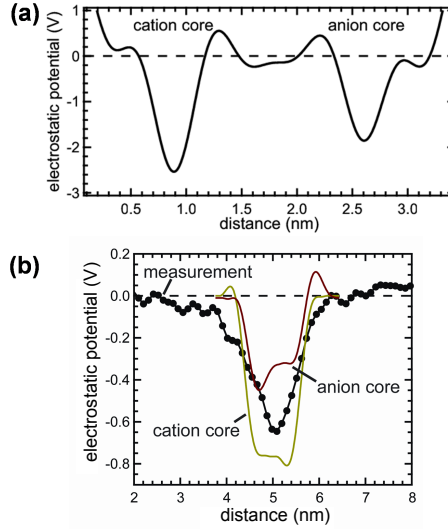 (a)
cation core
anion core
electrostatic potential (V)
1
0
-1
-2
-3
0.5
1.0
1.5
2.0
2.5
3.0
distance (nm)
(b)
electrostatic potential (V)
0.2
0.0
-0.2
-0.4
-0.6
-0.8
measurement
anion core
cation core
2
3
4
5
6
7
8
distance (nm)